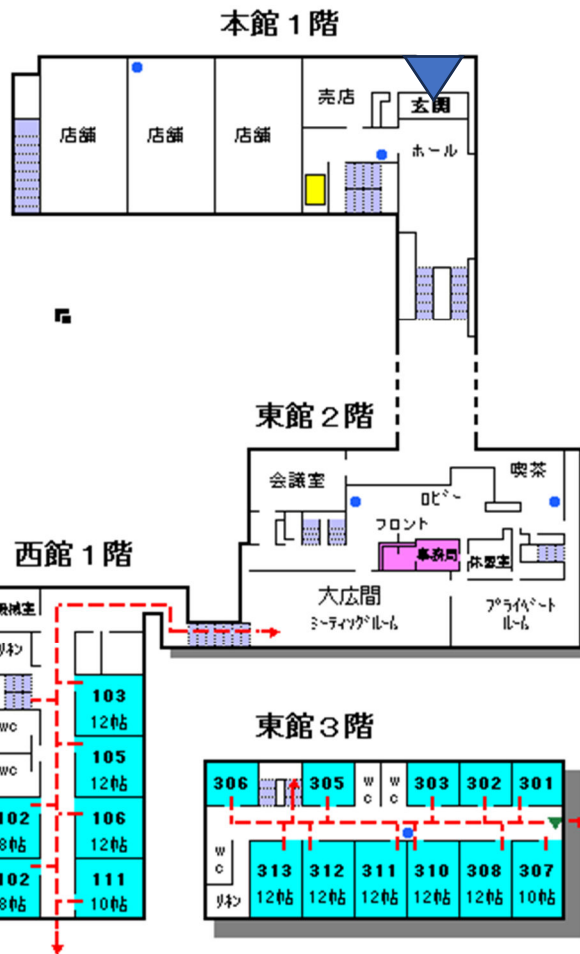 本館1階
売店
玄関
店舗
店舗
店舗
ホール
東館2階
会議室
喫茶
ロビー
フロント
事務局
休憩室
大広間
ミーティングルーム
プライベート
ルーム
西館1階
機械室
リネン
103
12帖
wc
105
12帖
wc
102
8帖
106
12帖
102
8帖
111
10帖
東館3階
306
305
wc
wc
303
302
301
wc
リネン
313
12帖
312
12帖
311
12帖
310
12帖
308
12帖
307
10帖